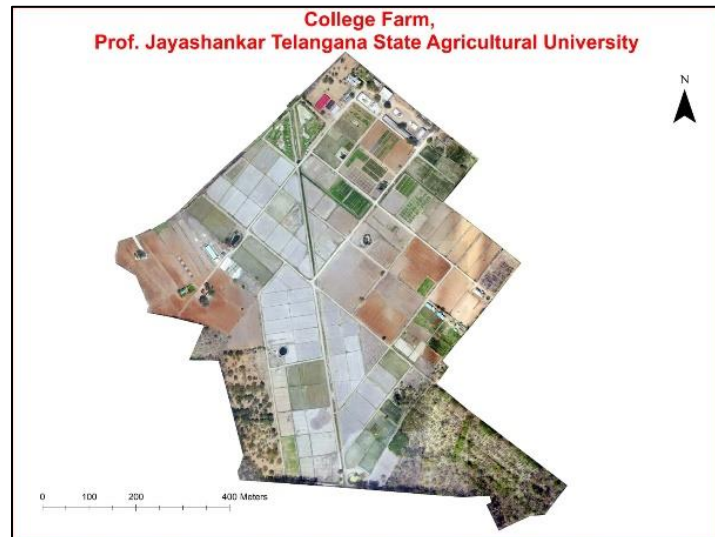 College Farm,
Prof. Jayashankar Telangana State Agricultural University
N
0 100 200 400 Meters